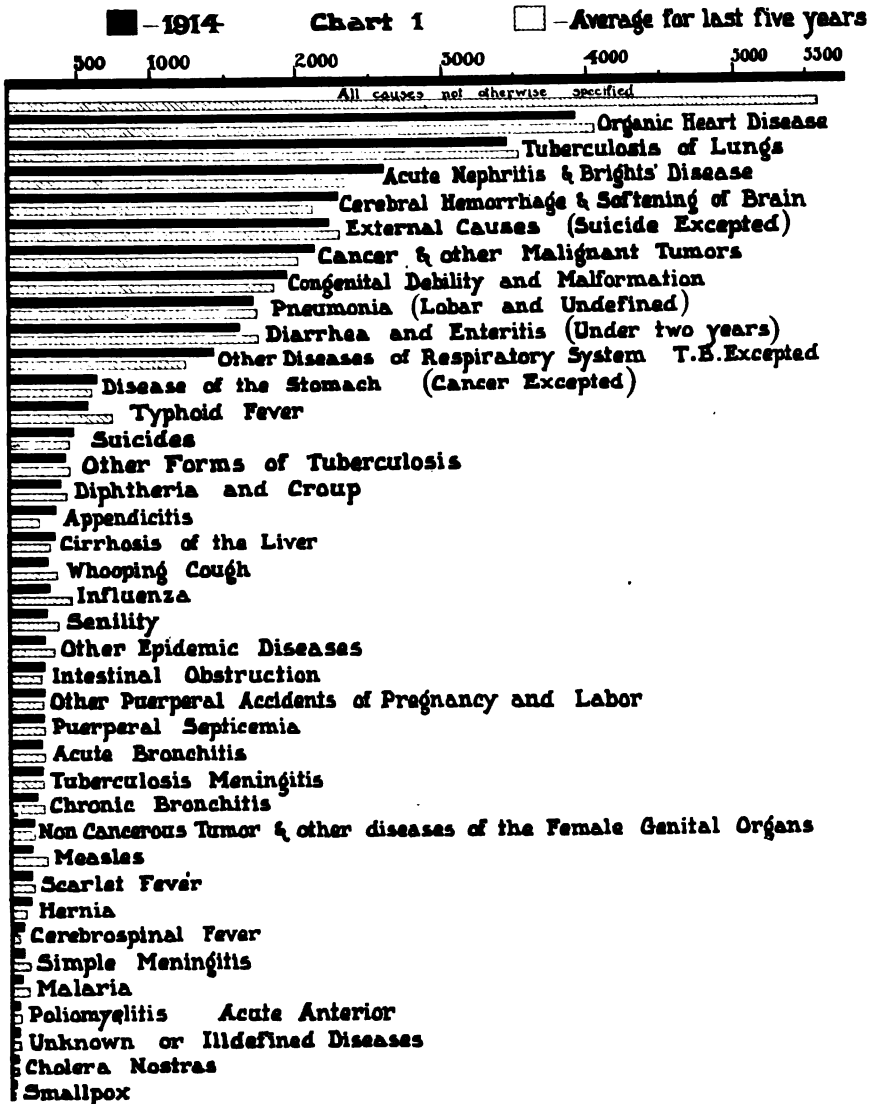 -1914 Chart 1 -Average for last five years
500 1000 2000 3000 4000 5000 5500
All causes not otherwise specified
Organic Heart Disease
Tuberculosis of Lungs
Acute Nephritis & Brights' Disease
Cerebral Hemorrhage & Softening of Brain
External Causes (Suicide Excepted)
Cancer & other Malignant Tumors
Congenital Debility and Malformation
Pneumonia (Lobar and Undefined)
Diarrhea and Enteritis (Under two years)
Other Diseases of Respiratory System T.B. Excepted
Disease of the Stomach (Cancer Excepted)
Typhoid Fever
Suicides
Other Forms of Tuberculosis
Diphtheria and Croup
Appendicitis
Cirrhosis of the Liver
Whooping Cough
Influenza
Senility
Other Epidemic Diseases
Intestinal Obstruction
Other Puerperal Accidents of Pregnancy and Labor
Puerperal Septicemia
Acute Bronchitis
Tuberculosis Meningitis
Chronic Bronchitis
Non Cancerous Tumor & other diseases of the Female Genital Organs
Measles
Scarlet Fever
Hernia
Cerebrospinal Fever
Simple Meningitis
Malaria
Poliomyelitis Acute Anterior
Unknown or Illdefined Diseases
Cholera Nostras
Smallpox